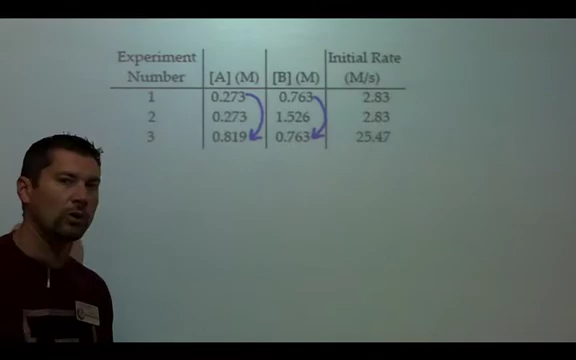 Experiment Number [A] (M) [B] (M) Initial Rate (M/s)
1 0.273 0.763 2.83
2 0.273 1.526 2.83
3 0.819 0.763 25.47